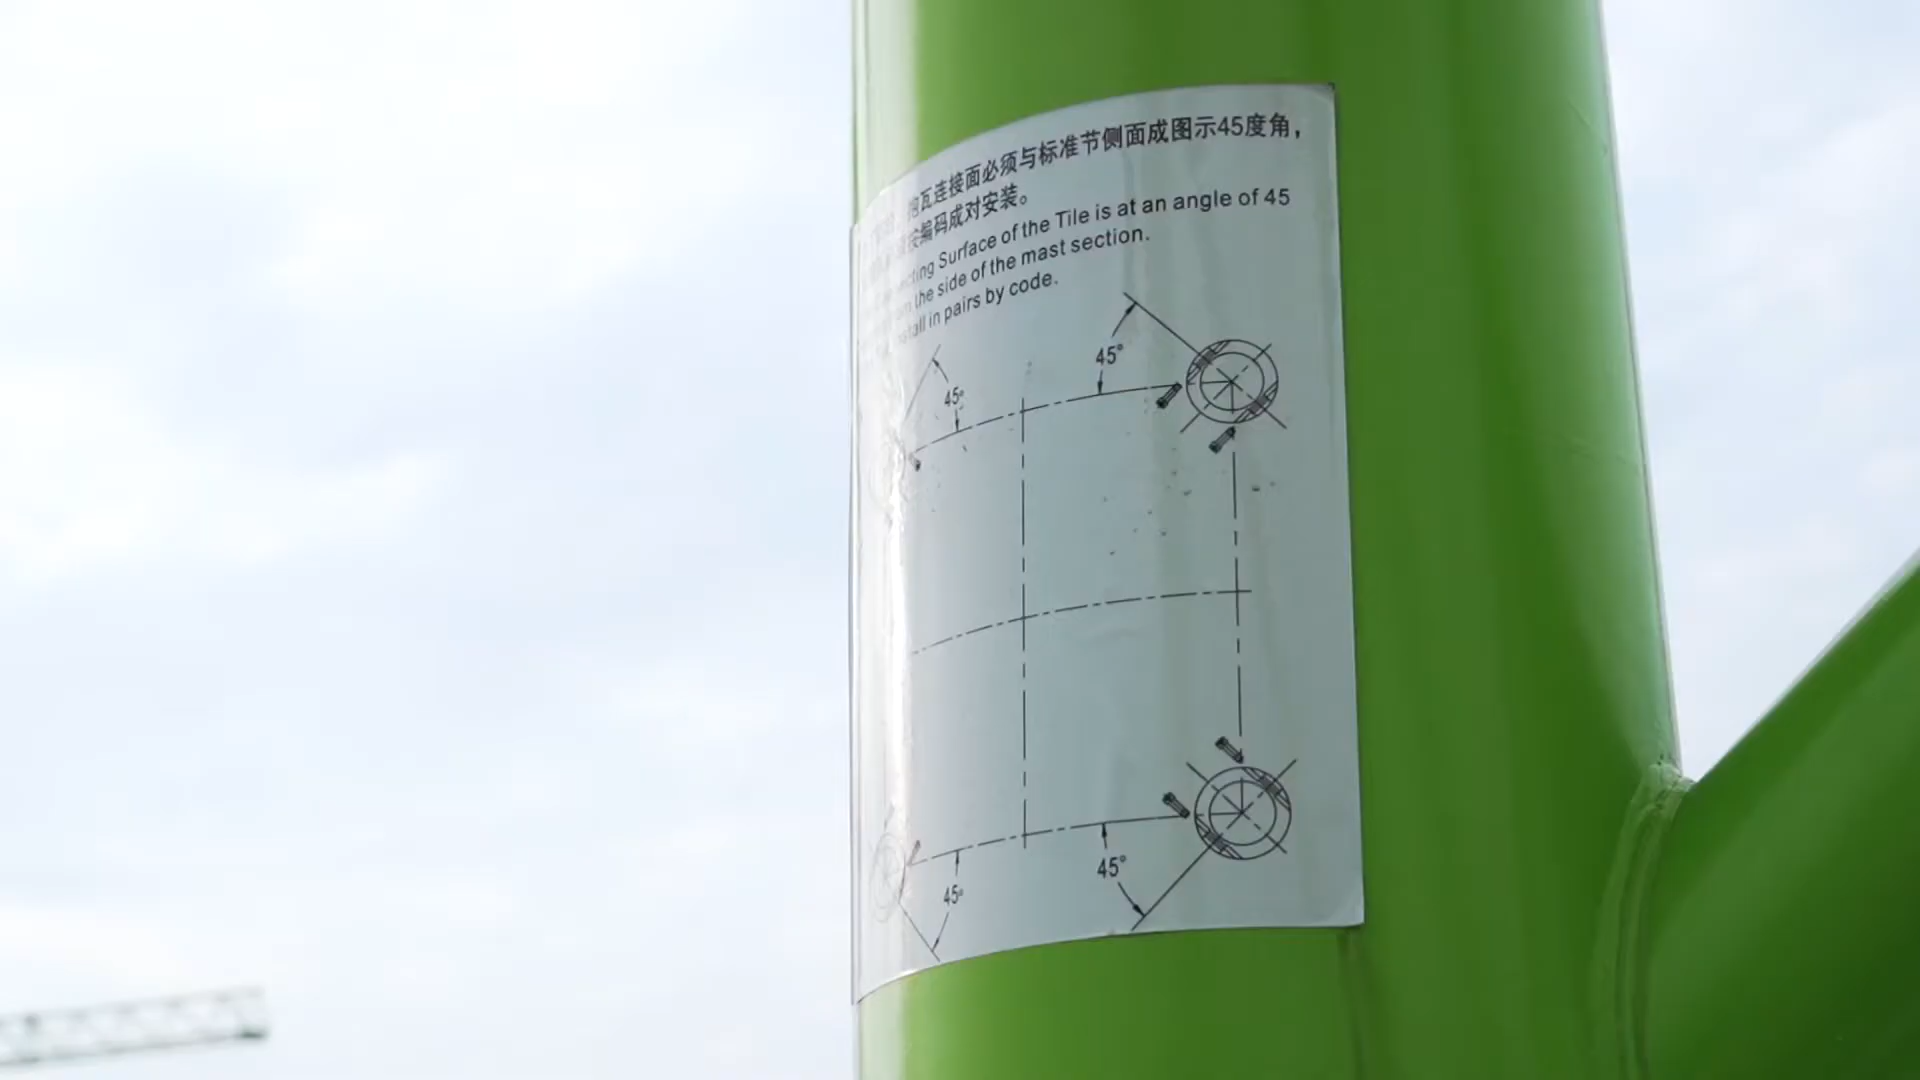 抱瓦连接面必须与标准节侧面成图示45度角，
按编码成对安装。
Surface of the Tile is at an angle of 45
the side of the mast section.
in pairs by code.
45°
45°
45°
45°